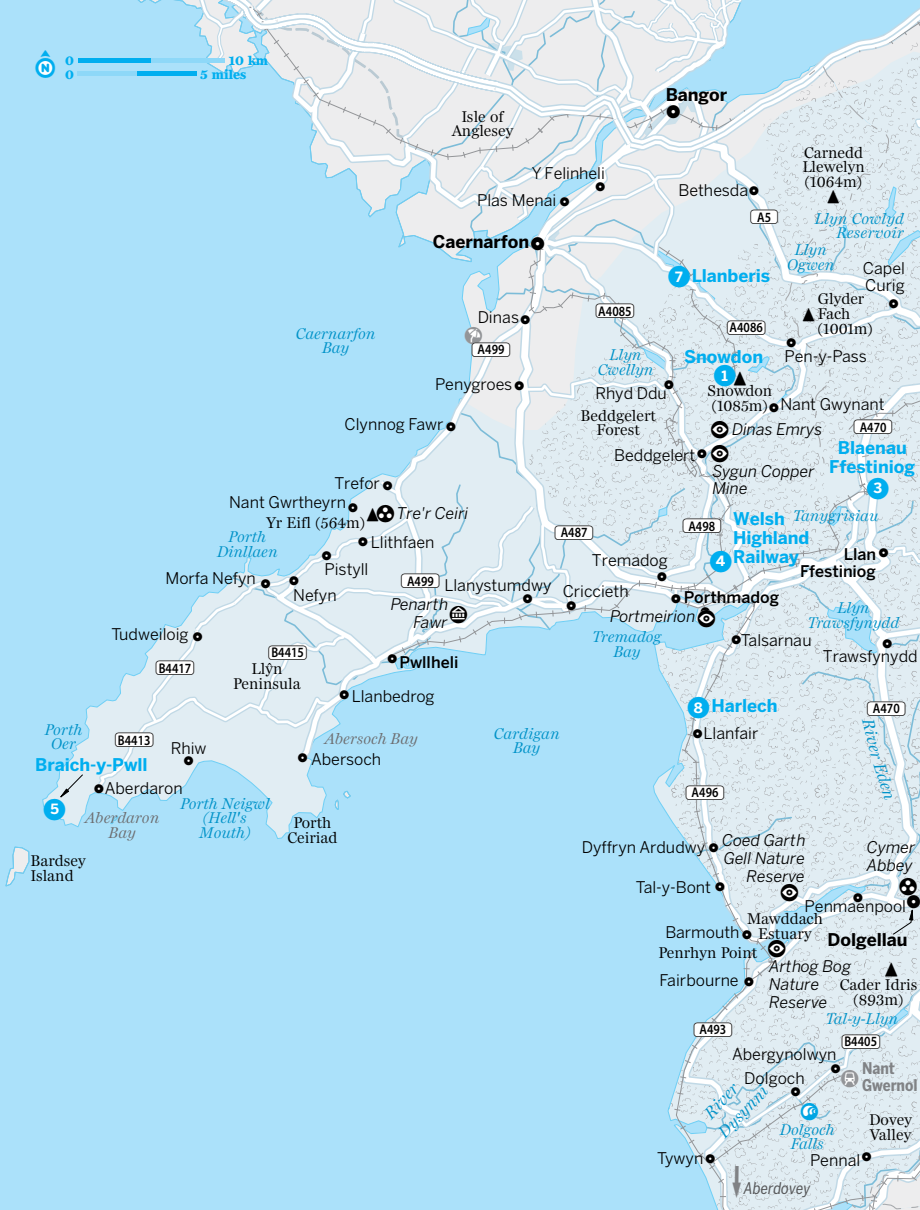 N
0
10 km
0
5 miles
Bangor
Isle of
Anglesey
Carnedd
Llewelyn
(1064m)
Y Felinheli
Bethesda
Plas Menai
A5
Llyn Cowlyd
Reservoir
Caernarfon
Llyn
Ogwen
Capel
Curig
7
Llanberis
Glyder
Fach
(1001m)
Dinas
A4085
A4086
Caernarfon
Bay
A499
Llyn
Cwellyn
Snowdon
1
Pen-y-Pass
Penygroes
Rhyd Ddu
Snowdon
(1085m)
Nant Gwynant
Beddgelert
Forest
Clynnog Fawr
Dinas Emrys
A470
Beddgelert
Blaenau
Ffestiniog
3
Sygun Copper
Mine
Trefor
Nant Gwrtheyrn
Yr Eifl (564m)
Tre'r Ceiri
Welsh
Highland
Railway
4
Tanygrisiau
A487
A498
Porth
Dinllaen
Llithfaen
Pistyll
Tremadog
Llan
Ffestiniog
Morfa Nefyn
Nefyn
A499
Llanystumdwy
Criccieth
Porthmadog
Penarth
Fawr
Portmeirion
Llyn
Trawsfynydd
Tudweiliog
Tremadog
Bay
Talsarnau
B4415
Trawsfynydd
B4417
Llŷn
Peninsula
Pwllheli
Llanbedrog
8
Harlech
A470
Porth
Oer
B4413
Rhiw
Abersoch Bay
Cardigan
Bay
Llanfair
River Eden
Braich-y-Pwll
5
Abersoch
Aberdaron
A496
Aberdaron
Bay
Porth Neigwl
(Hell's
Mouth)
Porth
Ceiriad
Bardsey
Island
Dyffryn Ardudwy
Coed Garth
Gell Nature
Reserve
Cymer
Abbey
Tal-y-Bont
Penmaenpool
Mawddach
Estuary
Barmouth
Dolgellau
Penrhyn Point
Arthog Bog
Nature
Reserve
Fairbourne
Cader Idris
(893m)
Tal-y-Llyn
A493
B4405
Abergynolwyn
Nant
Gwernol
Dolgoch
River
Dysynni
Dolgoch
Falls
Dovey
Valley
Tywyn
Pennal
Aberdovey